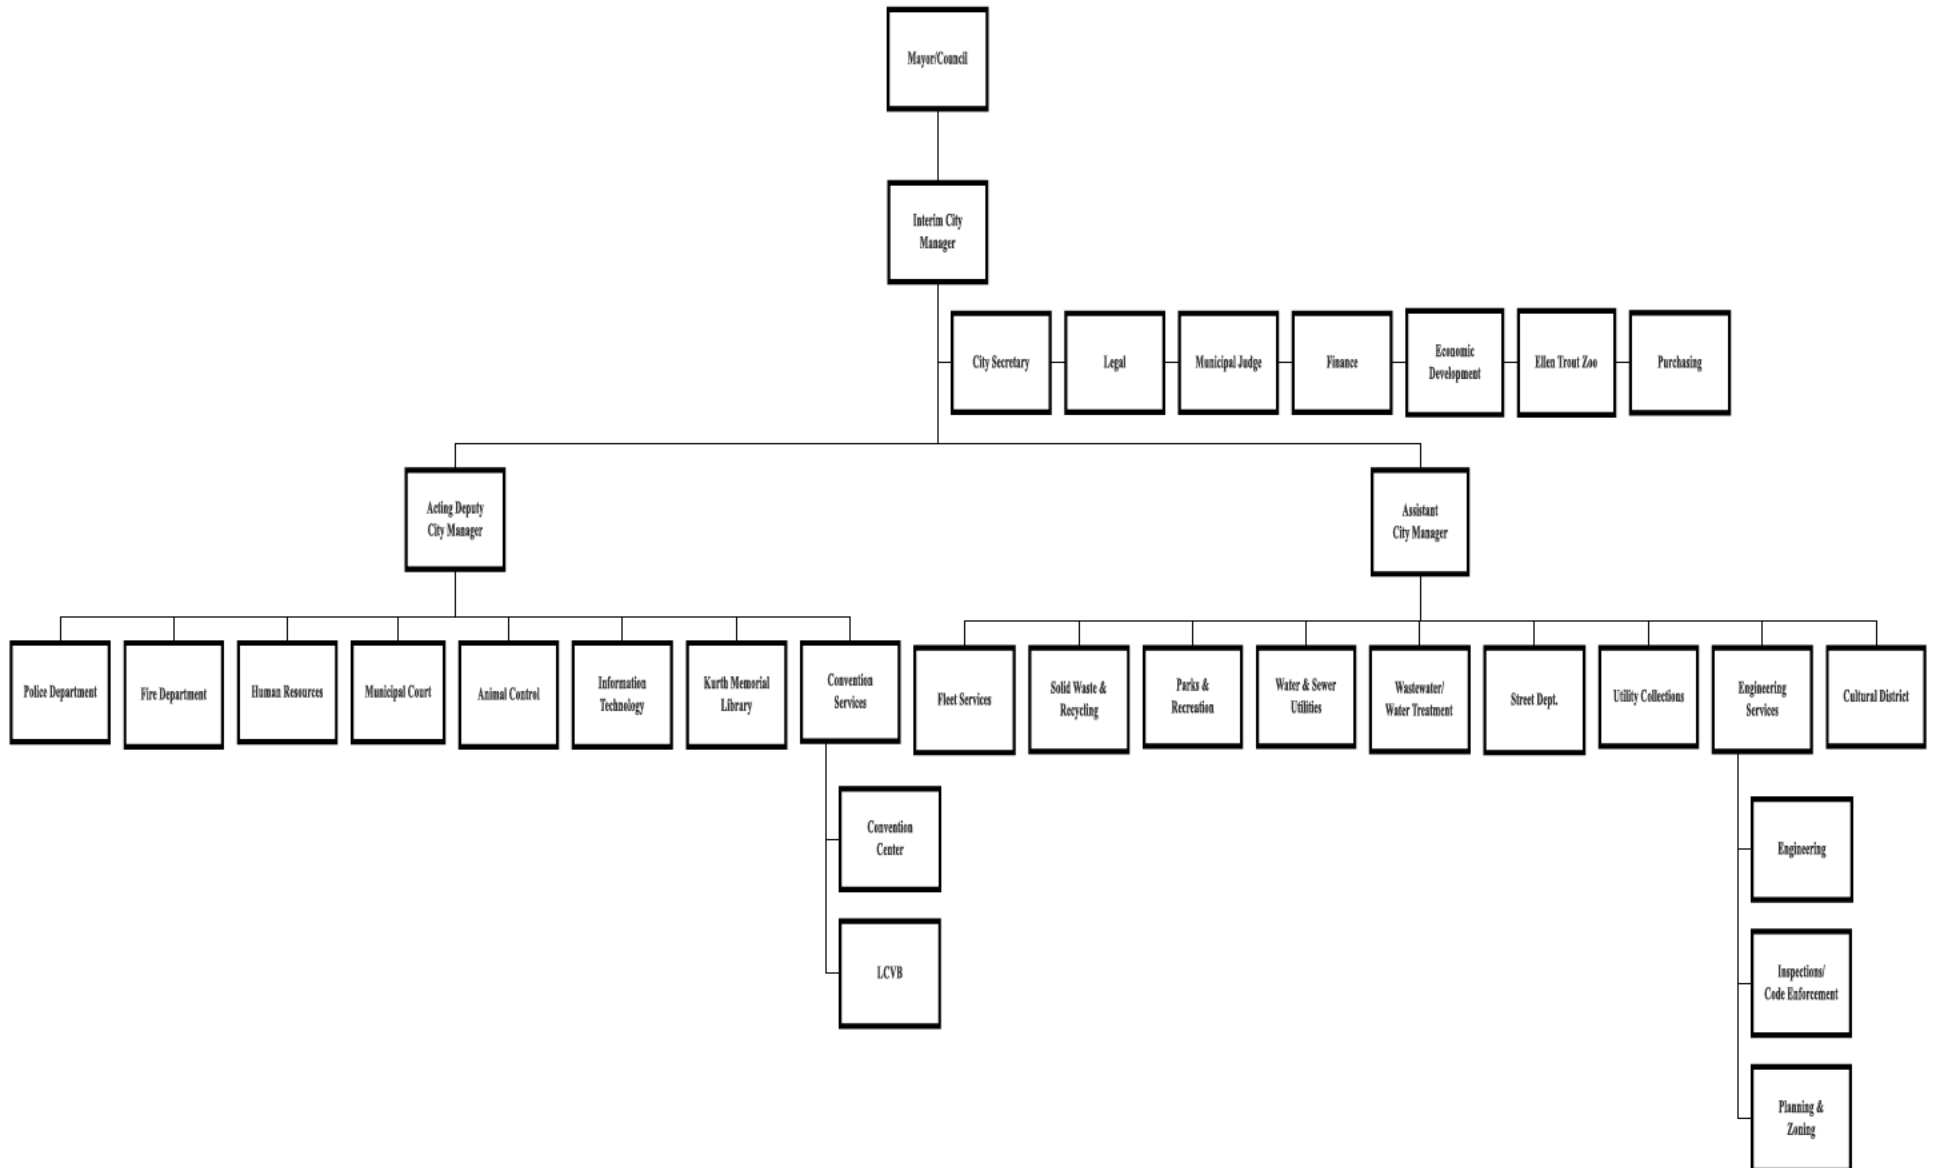 Mayor/Council
Interim City
Manager
City Secretary
Legal
Municipal Judge
Finance
Economic
Development
Ellen Trout Zoo
Purchasing
Acting Deputy
City Manager
Assistant
City Manager
Police Department
Fire Department
Human Resources
Municipal Court
Animal Control
Information
Technology
Kurth Memorial
Library
Convention
Services
Fleet Services
Solid Waste &
Recycling
Parks &
Recreation
Water & Sewer
Utilities
Wastewater/
Water Treatment
Street Dept.
Utility Collections
Engineering
Services
Cultural District
Convention
Center
LCVB
Engineering
Inspections/
Code Enforcement
Planning &
Zoning